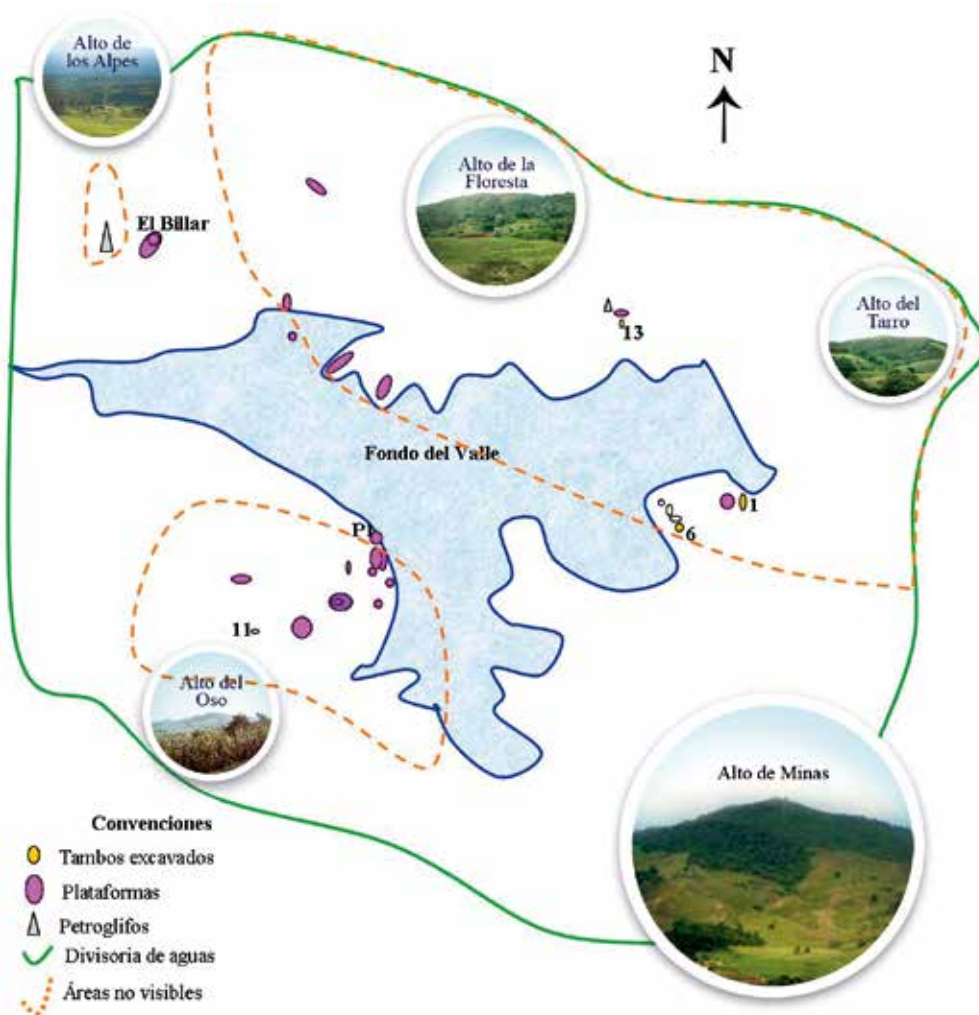 Alto de
los Alpes
N
Alto de la
Floresta
El Billar
Alto del
Tarro
13
Fondo del Valle
1
P1
6
11
Alto del
Oso
Alto de Minas
Convenciones
Tambos excavados
Plataformas
Petroglifos
Divisoria de aguas
Áreas no visibles